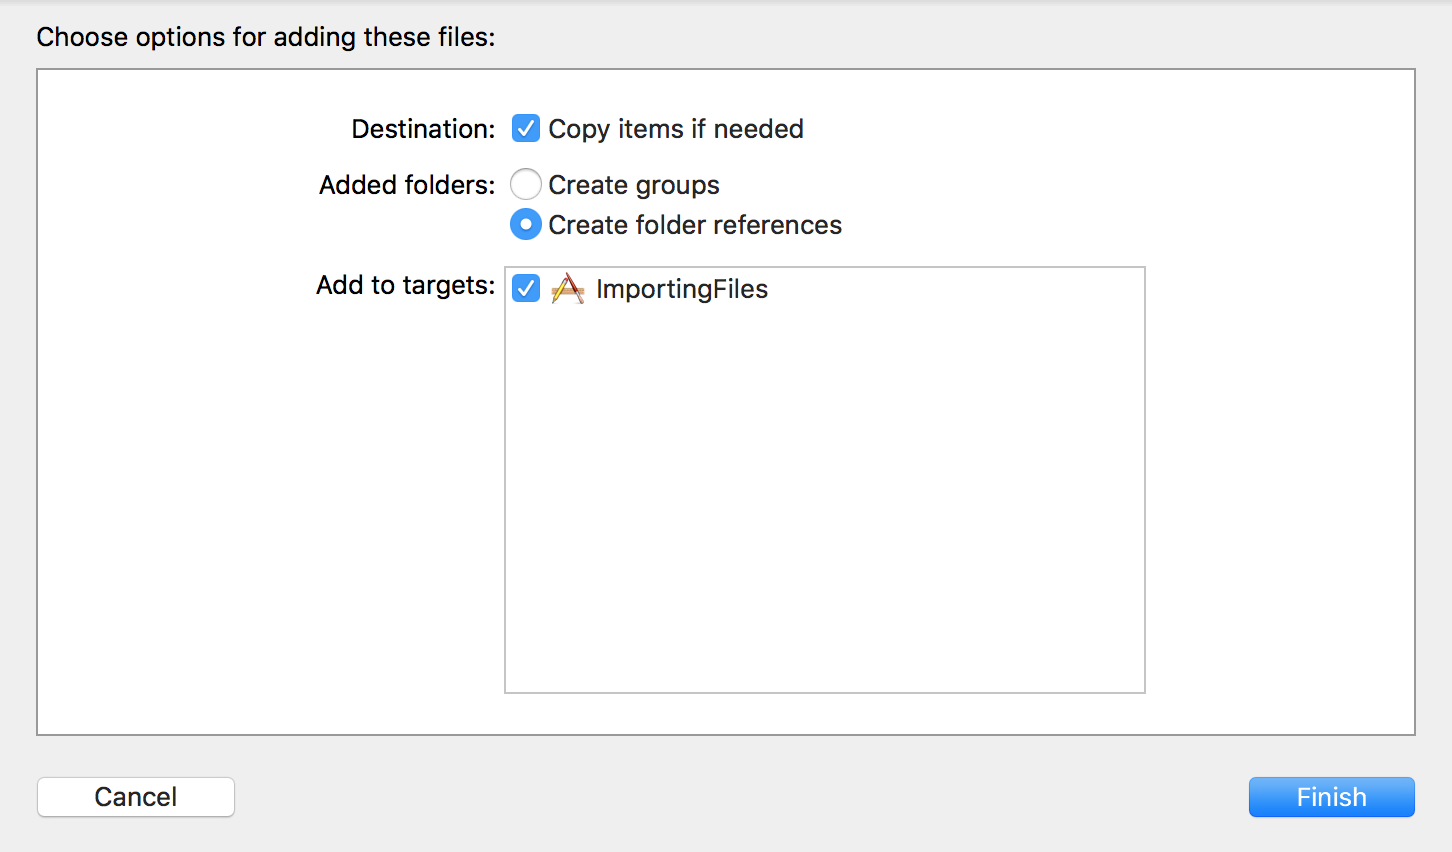 Choose options for adding these files:
Destination: Copy items if needed
Added folders: Create groups
Create folder references
Add to targets: ImportingFiles
Cancel Finish